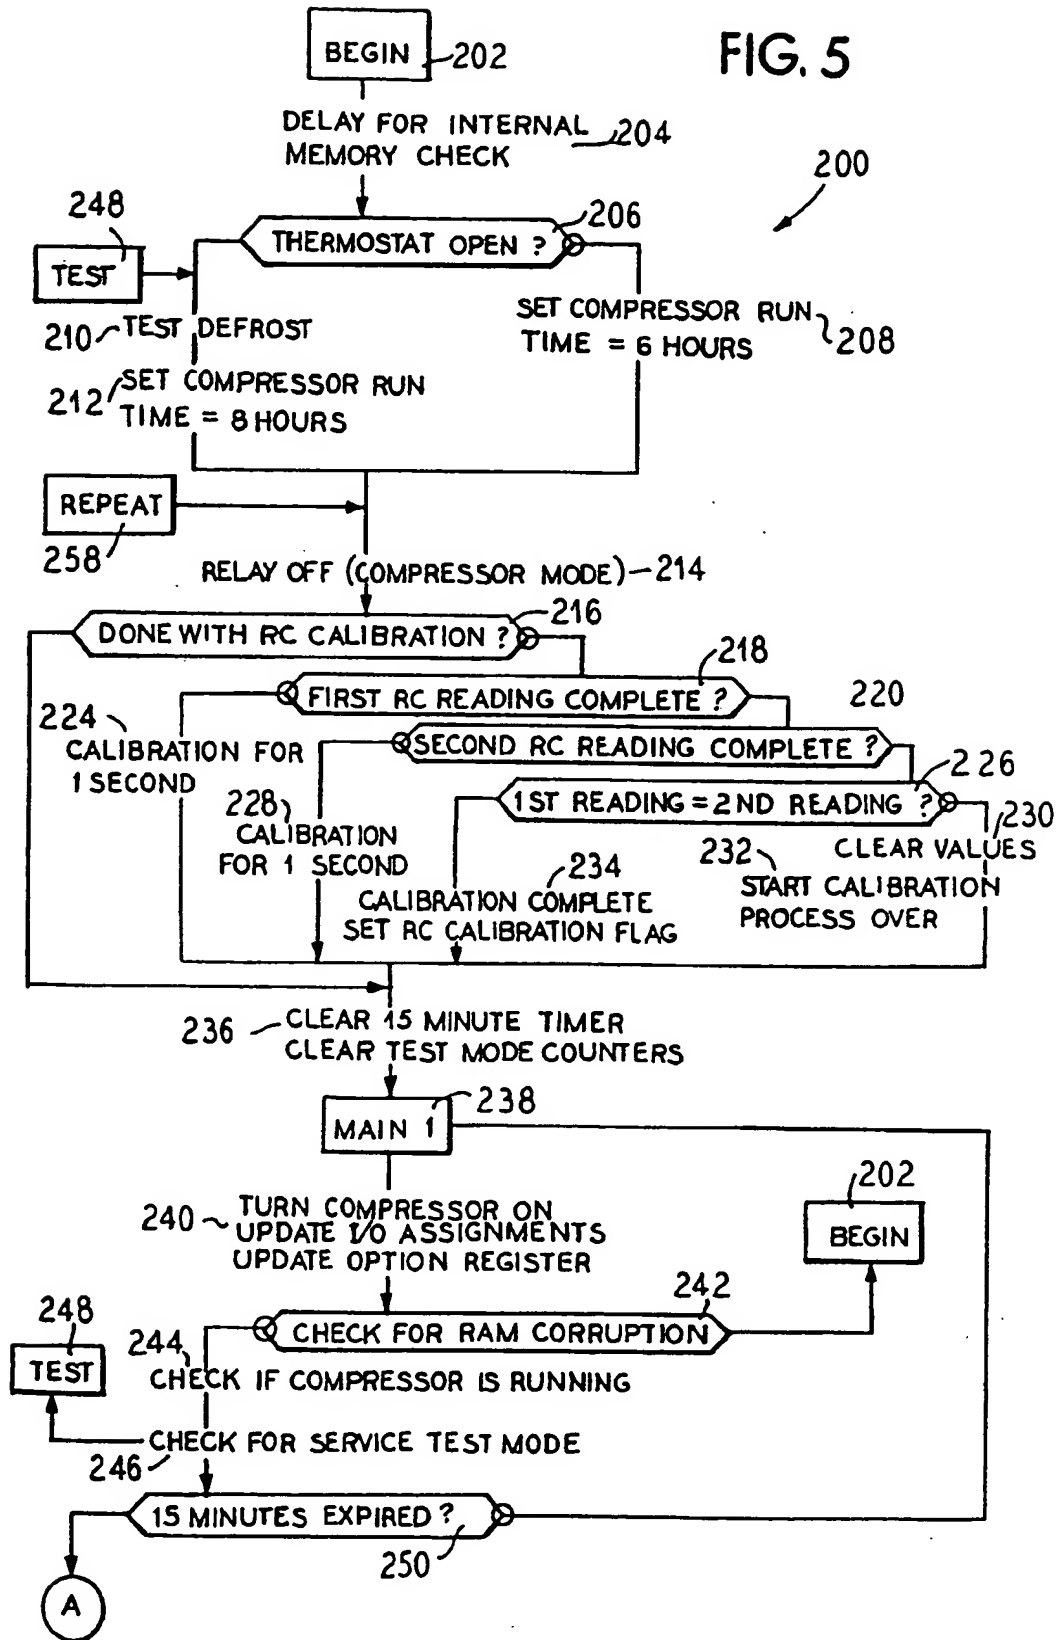 FIG. 5
BEGIN 202
DELAY FOR INTERNAL
MEMORY CHECK
204
200
248
TEST
206
THERMOSTAT OPEN ?
210 TEST DEFROST
212 SET COMPRESSOR RUN
TIME = 8 HOURS
SET COMPRESSOR RUN
TIME = 6 HOURS
208
REPEAT
258
RELAY OFF (COMPRESSOR MODE) 214
216
DONE WITH RC CALIBRATION ?
218
FIRST RC READING COMPLETE ?
220
SECOND RC READING COMPLETE ?
224
CALIBRATION FOR
1 SECOND
226
1ST READING = 2ND READING ?
228
CALIBRATION
FOR 1 SECOND
230
CLEAR VALUES
232
START CALIBRATION
PROCESS OVER
234
CALIBRATION COMPLETE
SET RC CALIBRATION FLAG
236 CLEAR 15 MINUTE TIMER
CLEAR TEST MODE COUNTERS
238
MAIN 1
240
TURN COMPRESSOR ON
UPDATE I/O ASSIGNMENTS
UPDATE OPTION REGISTER
202
BEGIN
242
CHECK FOR RAM CORRUPTION
248
TEST
244
CHECK IF COMPRESSOR IS RUNNING
CHECK FOR SERVICE TEST MODE
246
15 MINUTES EXPIRED ?
250
A